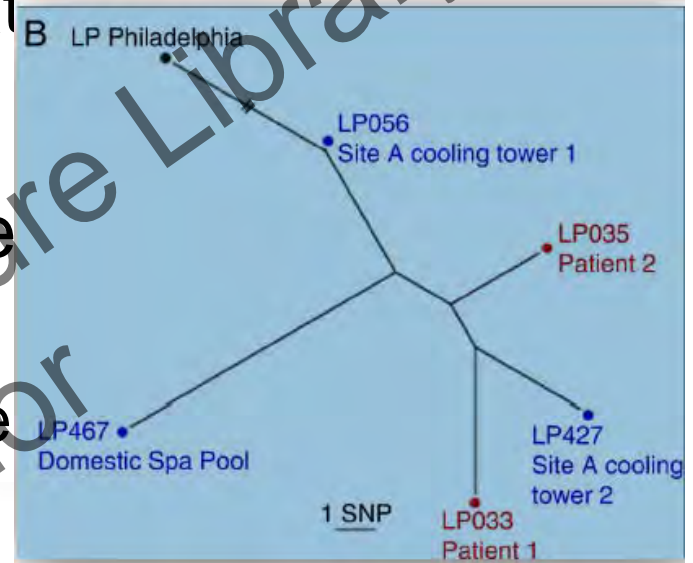 B LP Philadelphia
LP056
Site A cooling tower 1
LP035
Patient 2
LP467
Domestic Spa Pool
LP427
Site A cooling
tower 2
1 SNP
LP033
Patient 1